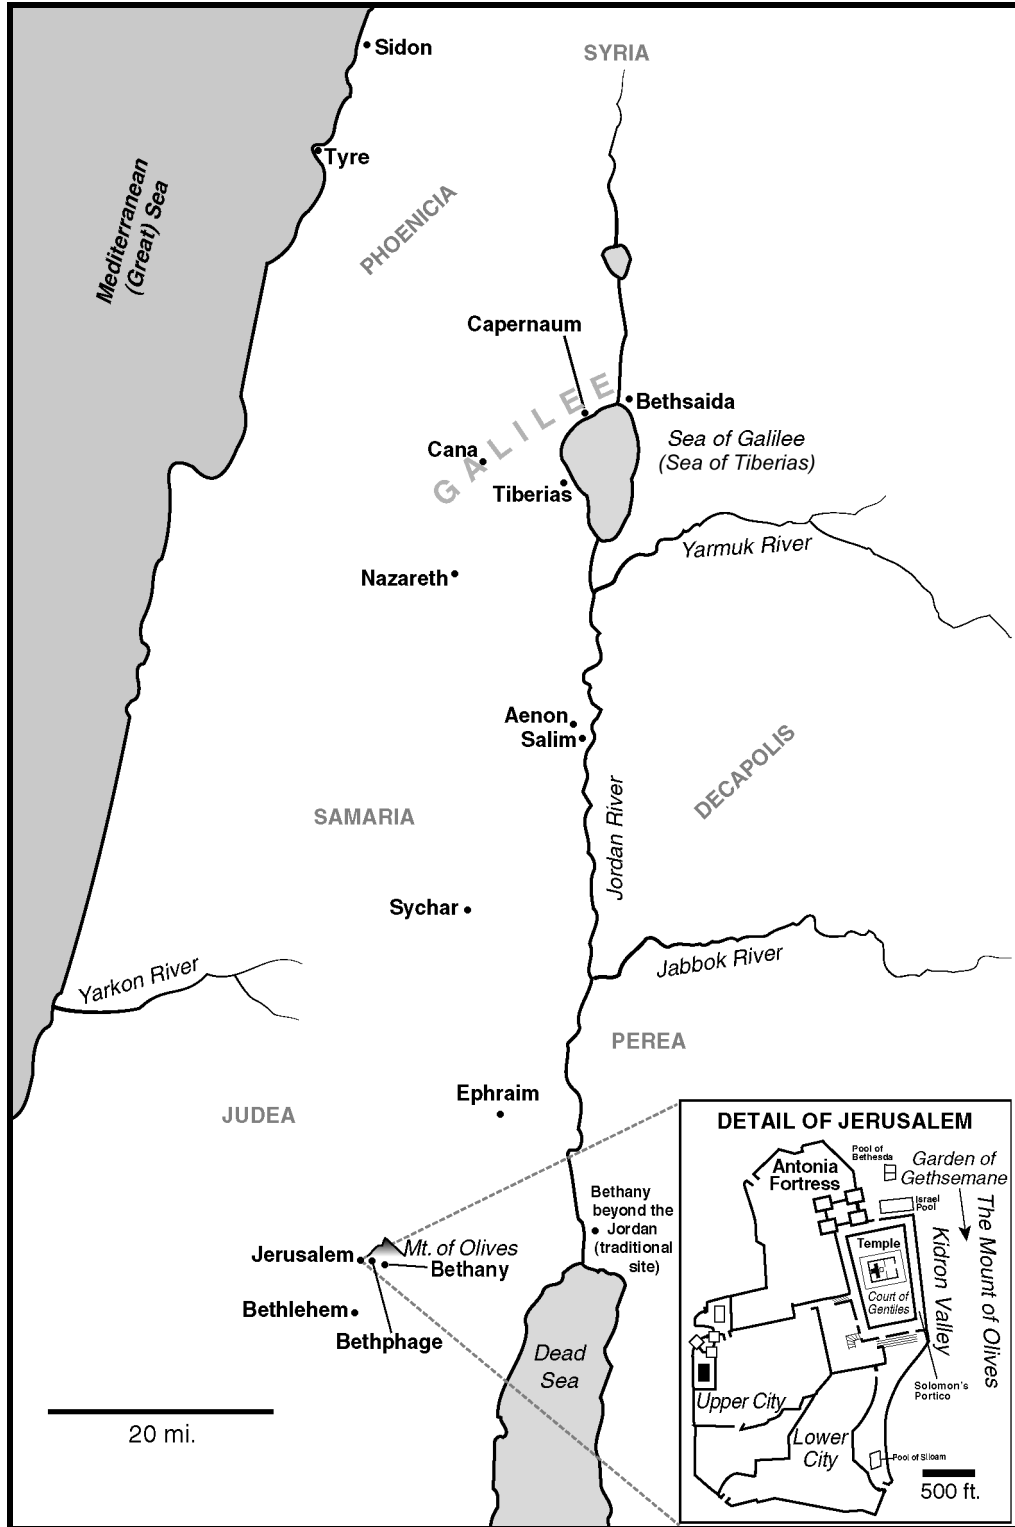 Sidon
SYRIA
Tyre
Mediterranean
(Great) Sea
PHOENICIA
Capernaum
GALILEE
Bethsaida
Sea of Galilee
(Sea of Tiberias)
Cana
Tiberias
Yarmuk River
Nazareth
Aenon
Salim
DECAPOLIS
Jordan River
SAMARIA
Sychar
Yarkon River
Jabbok River
PEREA
Ephraim
JUDEA
Bethany
beyond the
Jordan
(traditional
site)
Jerusalem
Mt. of Olives
Bethany
Bethlehem
Bethphage
Dead
Sea
20 mi.
DETAIL OF JERUSALEM
Antonia
Fortress
Pool of
Bethesda
Garden of
Gethsemane
Israel
Pool
The Mount of Olives
Kidron Valley
Temple
Court of
Gentiles
Solomon's
Portico
Upper City
Lower
City
Pool of Siloam
500 ft.